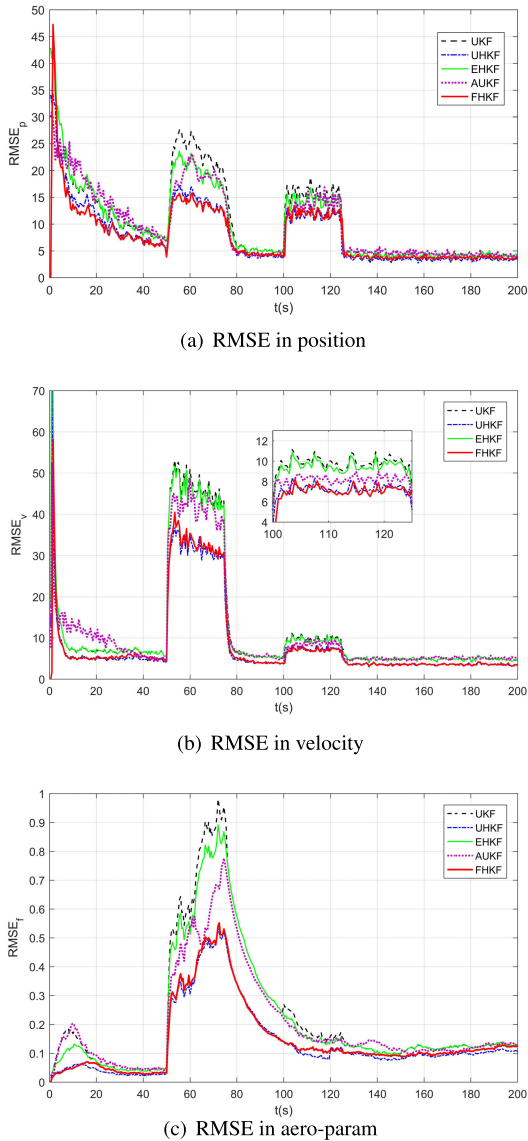 50
45
40
35
30
25
20
15
10
5
0
RMSE_p
UKF
UHKF
EHKF
AUKF
FHKF
0 20 40 60 80 100 120 140 160 180 200
t(s)
(a) RMSE in position
70
60
50
40
30
20
10
0
RMSE_v
12
10
8
6
4
100 110 120
UKF
UHKF
EHKF
FHKF
0 20 40 60 80 100 120 140 160 180 200
t(s)
(b) RMSE in velocity
1
0.9
0.8
0.7
0.6
0.5
0.4
0.3
0.2
0.1
0
RMSE_f
UKF
UHKF
EHKF
AUKF
FHKF
0 20 40 60 80 100 120 140 160 180 200
t(s)
(c) RMSE in aero-param